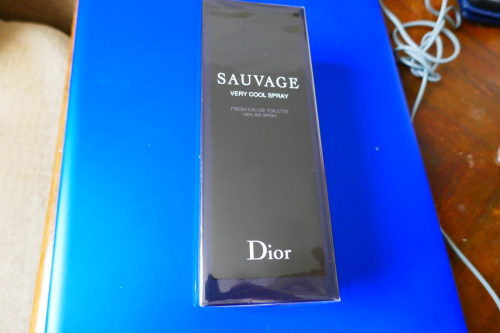 SAUVAGE
VERY COOL SPRAY
FRESH EAU DE TOILETTE
100% AIR SPRAY
Dior